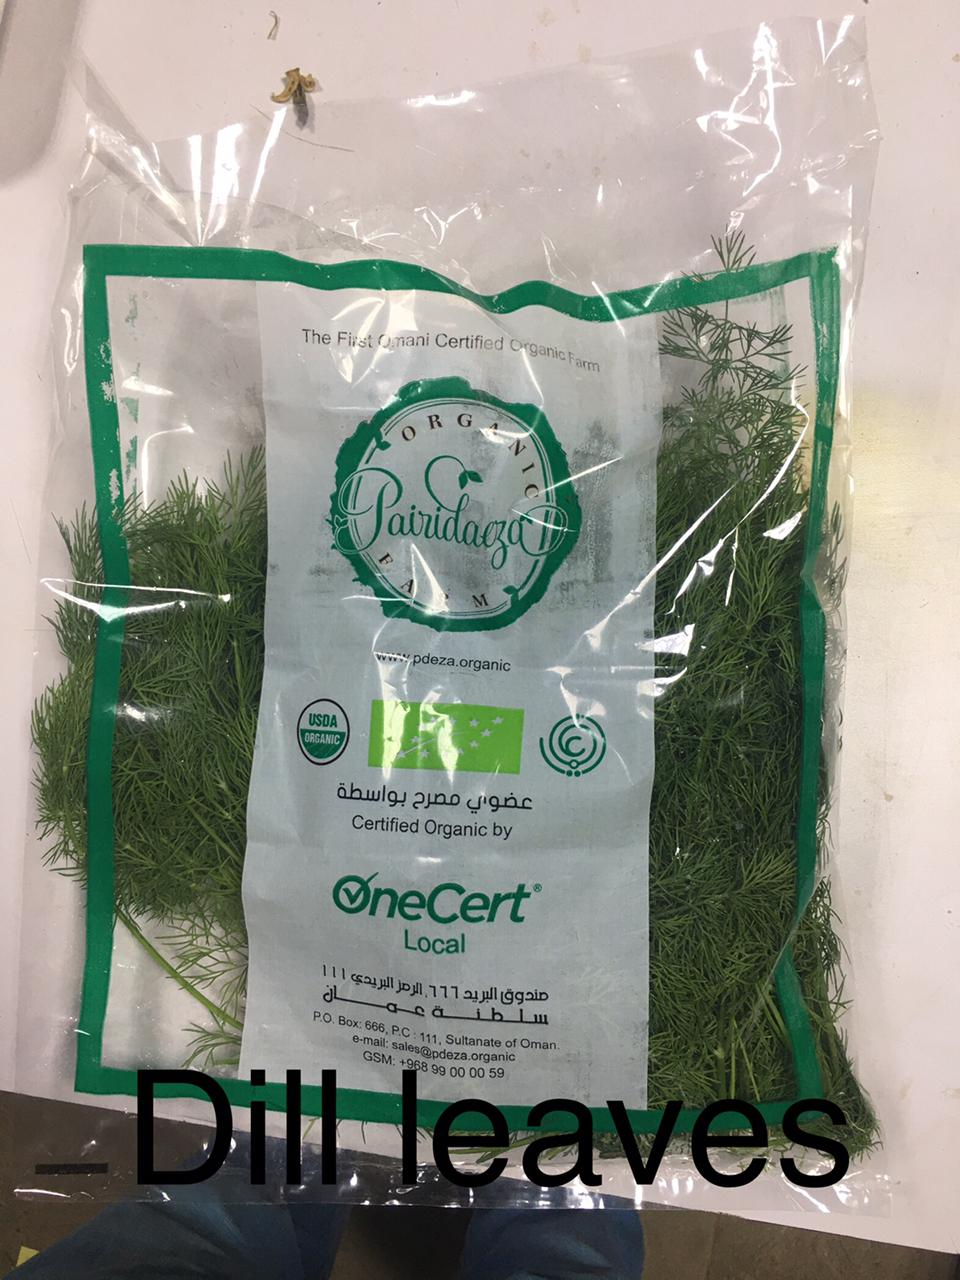 The First Omani Certified Organic Farm
ORGANIC
Pairidaeza
FARM
www.pdeza.organic
USDA
ORGANIC
عضوي مصرح بواسطة
Certified Organic by
OneCert®
Local
صندوق البريد ٦٦٦، الرمز البريدي ١١١
سلطنة عمان
P.O. Box: 666, P.C : 111, Sultanate of Oman.
e-mail: sales@pdeza.organic
GSM: +968 99 00 00 59
_Dill leaves